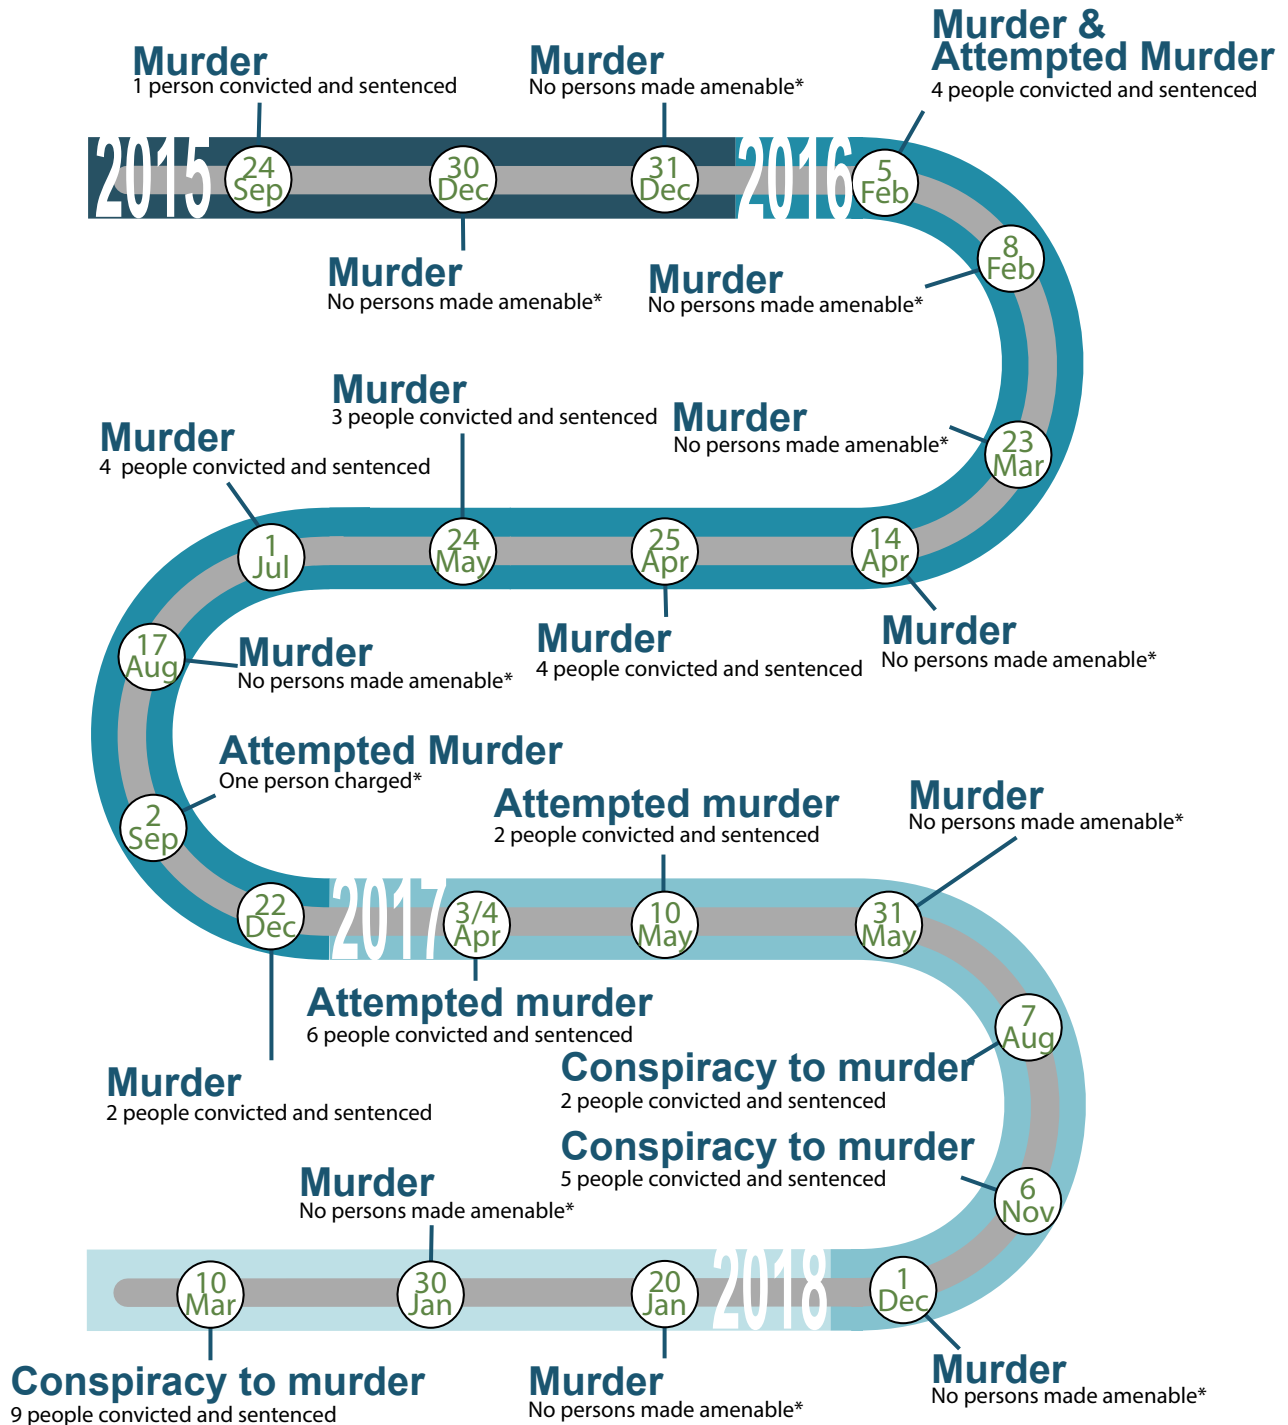 Murder &
Attempted Murder
4 people convicted and sentenced
Murder
1 person convicted and sentenced
Murder
No persons made amenable*
2015
24
Sep
30
Dec
31
Dec
2016
5
Feb
8
Feb
Murder
No persons made amenable*
Murder
No persons made amenable*
Murder
3 people convicted and sentenced
Murder
No persons made amenable*
23
Mar
Murder
4 people convicted and sentenced
1
Jul
24
May
25
Apr
14
Apr
17
Aug
Murder
No persons made amenable*
Murder
4 people convicted and sentenced
Murder
No persons made amenable*
Attempted Murder
One person charged*
2
Sep
Attempted murder
2 people convicted and sentenced
Murder
No persons made amenable*
22
Dec
2017
3/4
Apr
10
May
31
May
Attempted murder
6 people convicted and sentenced
7
Aug
Murder
2 people convicted and sentenced
Conspiracy to murder
2 people convicted and sentenced
Conspiracy to murder
5 people convicted and sentenced
6
Nov
Murder
No persons made amenable*
10
Mar
30
Jan
20
Jan
2018
1
Dec
Conspiracy to murder
9 people convicted and sentenced
Murder
No persons made amenable*
Murder
No persons made amenable*